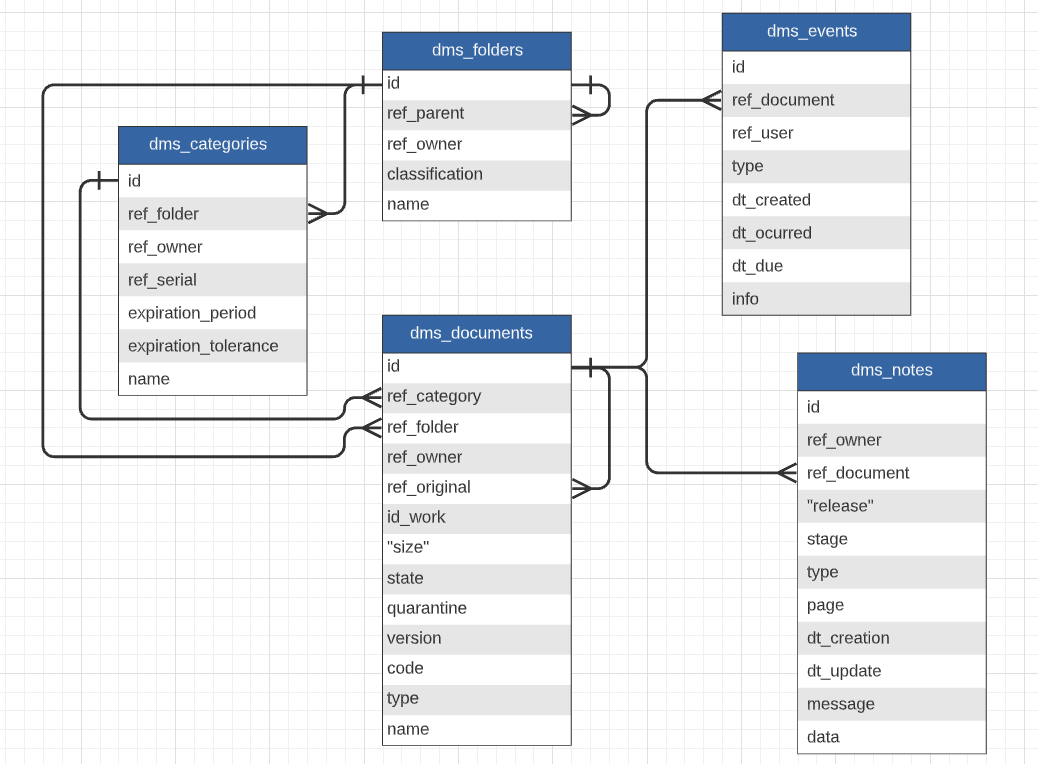 dms_folders
id
ref_parent
ref_owner
classification
name
dms_events
id
ref_document
ref_user
type
dt_created
dt_ocurred
dt_due
info
dms_categories
id
ref_folder
ref_owner
ref_serial
expiration_period
expiration_tolerance
name
dms_documents
id
ref_category
ref_folder
ref_owner
ref_original
id_work
"size"
state
quarantine
version
code
type
name
dms_notes
id
ref_owner
ref_document
"release"
stage
type
page
dt_creation
dt_update
message
data